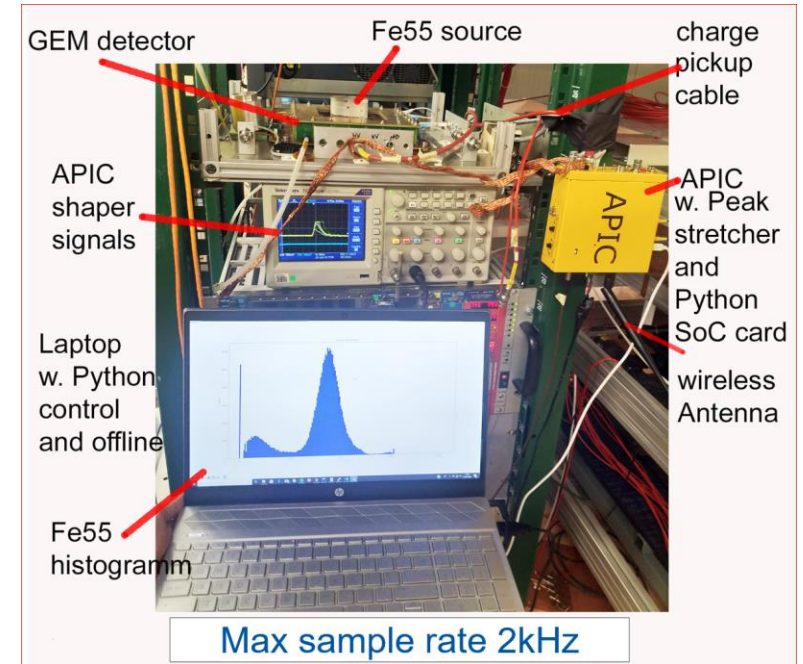 GEM detector
Fe55 source
charge
pickup
cable
APIC
shaper
signals
APIC
w. Peak
stretcher
and
Python
SoC card
wireless
Antenna
APIC
Laptop
w. Python
control
and offline
Fe55
histogramm
hp
Max sample rate 2kHz